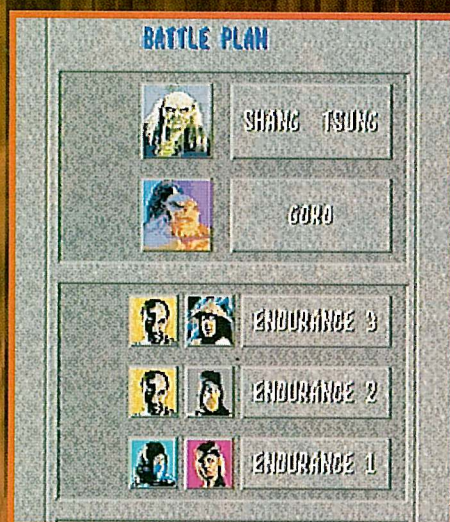 BATTLE PLAN
SHANG TSUNG
GORO
ENDURANCE 3
ENDURANCE 2
ENDURANCE 1